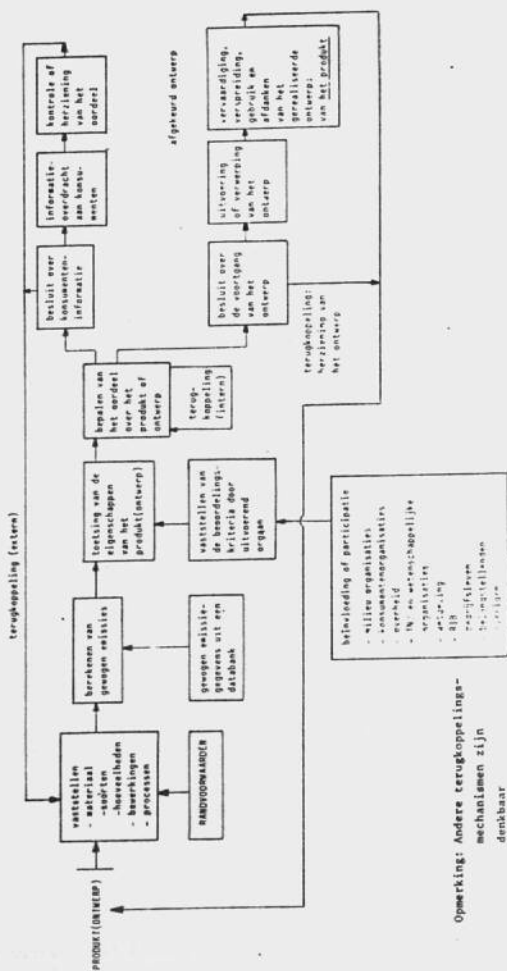 terugkoppeling (extern)
PRODUKT(ONTWERP)
vaststellen
- materiaal
-soorten
-hoeveelheden
- bewerkingen
- processen
RANDVOORWAARDEN
berekenen van
gewogen emissies
gewogen emissie-
gegevens uit een
databank
toetsing van de
eigenschappen
van het
produkt(ontwerp)
vaststellen van
de beoordelings-
kriteria door
uitvoerend
orgaan
beïnvloeding of participatie
- milieu organisaties
- konsumentenorganisaties
- overheid
- en wetenschappelijke
organisaties
bepalen van
het oordeel
over het
produkt of
ontwerp
terug-
koppeling
(intern)
besluit over
konsumenten-
informatie
informatie-
overdracht
aan konsu-
menten
kontrole of
herziening
van het
oordeel
besluit over
de voortgang
van het
ontwerp
uitvoering
of verwerping
van het
ontwerp
afgekeurd ontwerp
vervaardiging,
verspreiding,
gebruik en
afdanken
van het
gerealiseerde
ontwerp;
van het produkt
terugkoppeling:
herziening van
het ontwerp
Opmerking: Andere terugkoppelings-
mechanismen zijn
denkbaar